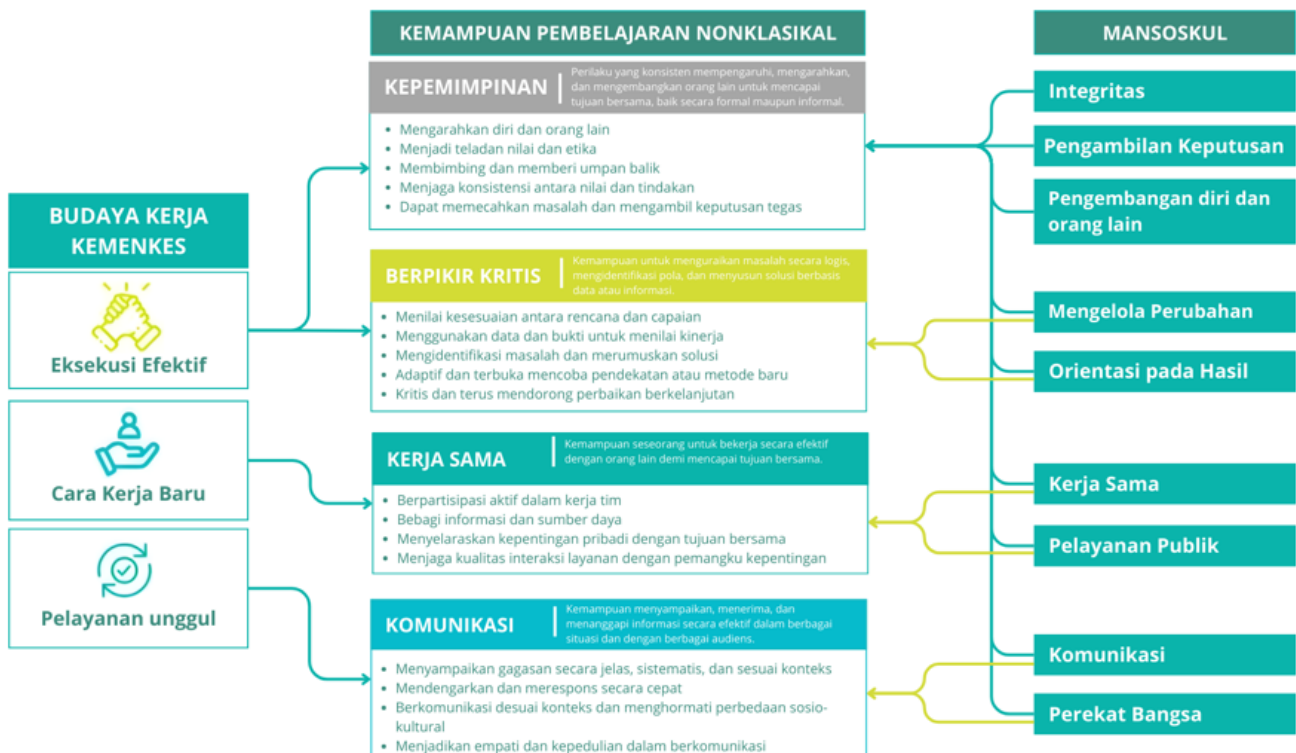 KEMAMPUAN PEMBELAJARAN NONKLASIKAL
MANSOSKUL
BUDAYA KERJA
KEMENKES
Eksekusi Efektif
Cara Kerja Baru
Pelayanan unggul
KEPEMIMPINAN
Perilaku yang konsisten mempengaruhi, mengarahkan,
dan mengembangkan orang lain untuk mencapai
tujuan bersama, baik secara formal maupun informal.
• Mengarahkan diri dan orang lain
• Menjadi teladan nilai dan etika
• Membimbing dan memberi umpan balik
• Menjaga konsistensi antara nilai dan tindakan
• Dapat memecahkan masalah dan mengambil keputusan tegas
BERPIKIR KRITIS
Kemampuan untuk menguraikan masalah secara logis,
mengidentifikasi pola, dan menyusun solusi berbasis
data atau informasi.
• Menilai kesesuaian antara rencana dan capaian
• Menggunakan data dan bukti untuk menilai kinerja
• Mengidentifikasi masalah dan merumuskan solusi
• Adaptif dan terbuka mencoba pendekatan atau metode baru
• Kritis dan terus mendorong perbaikan berkelanjutan
KERJA SAMA
Kemampuan seseorang untuk bekerja secara efektif
dengan orang lain demi mencapai tujuan bersama.
• Berpartisipasi aktif dalam kerja tim
• Bebagi informasi dan sumber daya
• Menyelaraskan kepentingan pribadi dengan tujuan bersama
• Menjaga kualitas interaksi layanan dengan pemangku kepentingan
KOMUNIKASI
Kemampuan menyampaikan, menerima, dan
menanggapi informasi secara efektif dalam berbagai
situasi dan dengan berbagai audiens.
• Menyampaikan gagasan secara jelas, sistematis, dan sesuai konteks
• Mendengarkan dan merespons secara cepat
• Berkomunikasi desuai konteks dan menghormati perbedaan sosio-
kultural
• Menjadikan empati dan kepedulian dalam berkomunikasi
Integritas
Pengambilan Keputusan
Pengembangan diri dan
orang lain
Mengelola Perubahan
Orientasi pada Hasil
Kerja Sama
Pelayanan Publik
Komunikasi
Perekat Bangsa